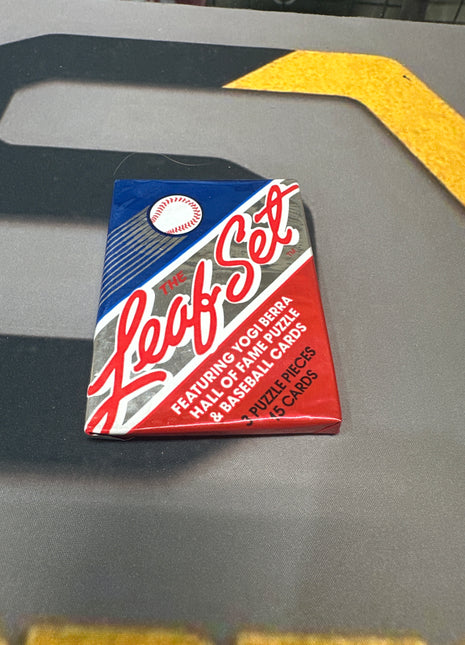 THE
Leaf Set
FEATURING YOGI BERRA
HALL OF FAME PUZZLE
& BASEBALL CARDS
3 PUZZLE PIECES
15 CARDS